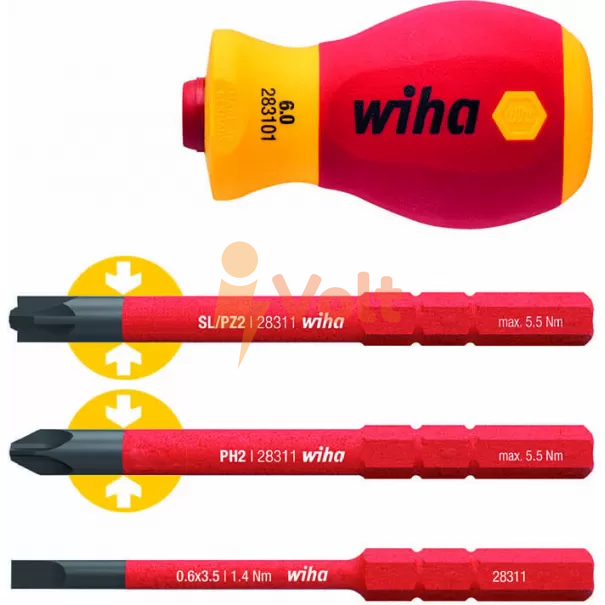 6.0
283101
wiha
iVolt
SL/PZ2 | 28311 wiha
max. 5.5 Nm
PH2 | 28311 wiha
max. 5.5 Nm
0.6x3.5 | 1.4 Nm wiha
28311